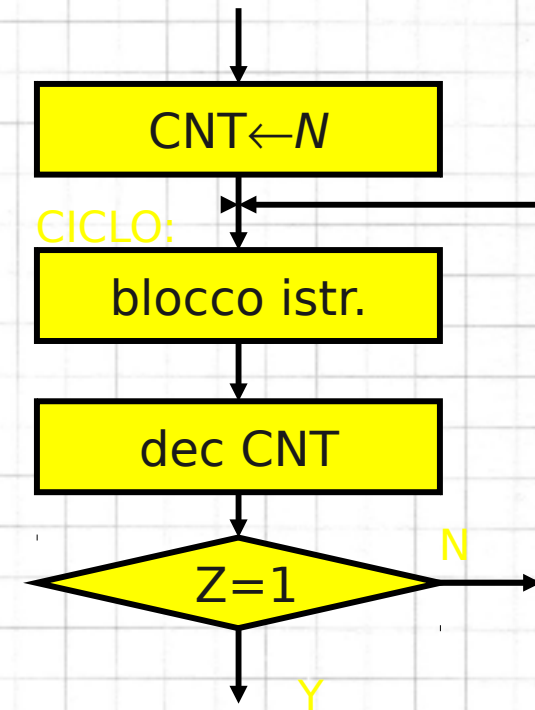 CNT←N
CICLO:
blocco istr.
dec CNT
N
Z=1
Y